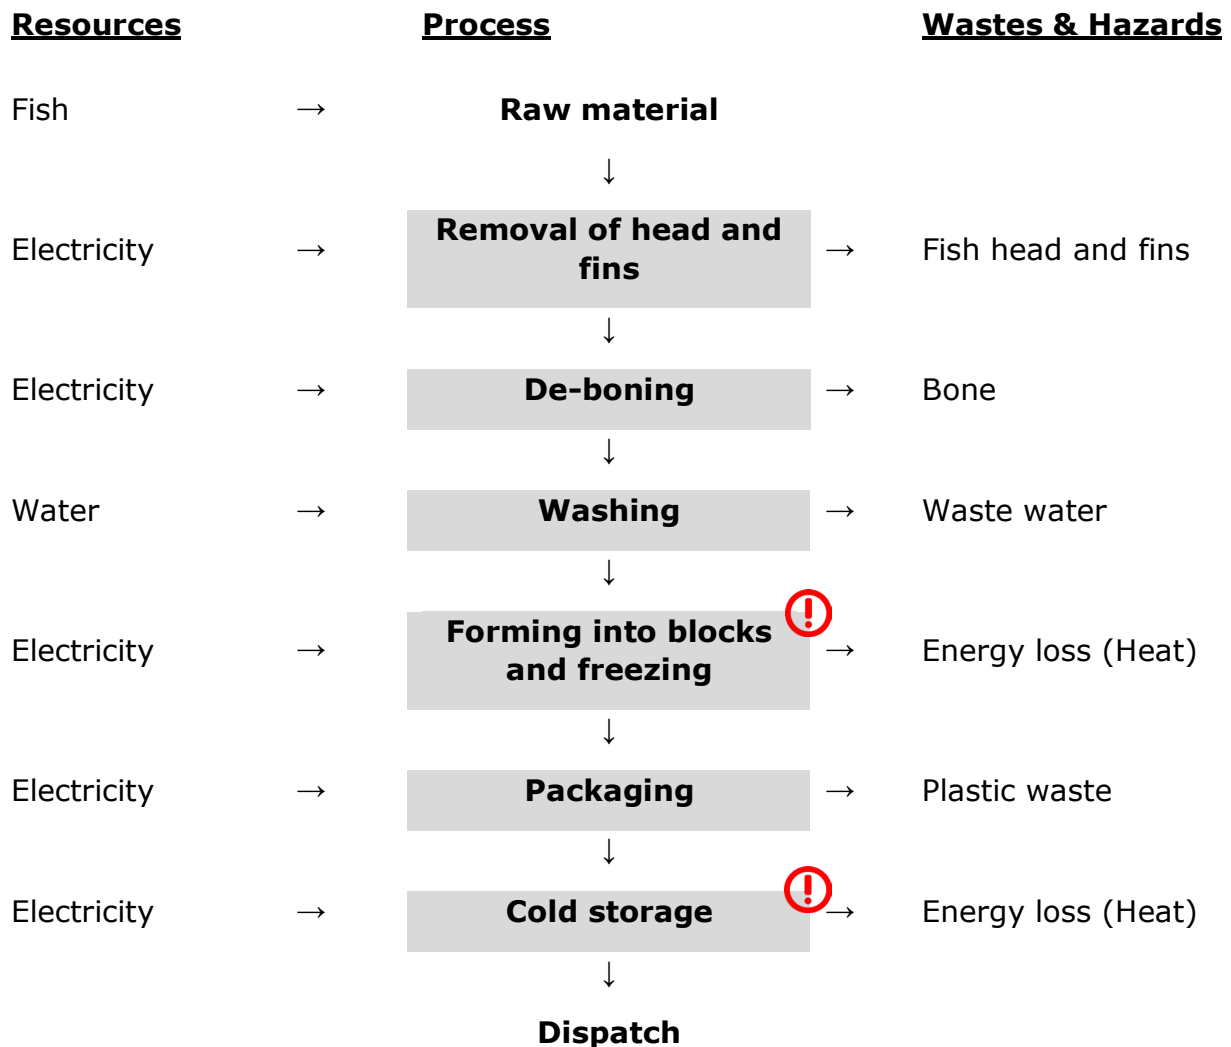 Resources Process Wastes & Hazards
Fish → Raw material
↓
Electricity → Removal of head and
fins → Fish head and fins
↓
Electricity → De-boning → Bone
↓
Water → Washing → Waste water
↓
Electricity → Forming into blocks
and freezing → Energy loss (Heat)
↓
Electricity → Packaging → Plastic waste
↓
Electricity → Cold storage → Energy loss (Heat)
↓
Dispatch